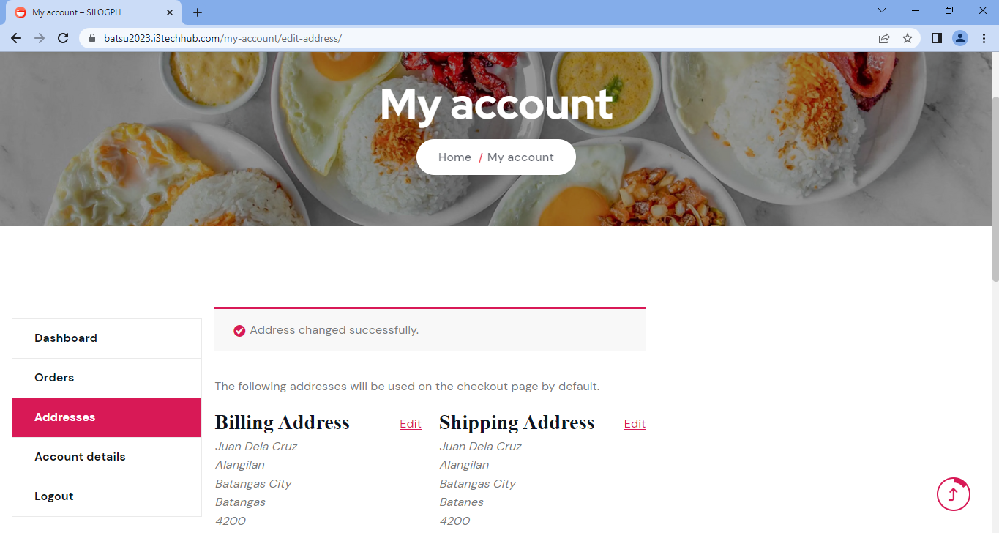 My account – SILOGPH
batsu2023.i3techhub.com/my-account/edit-address/
My account
Home / My account
Dashboard
Orders
Addresses
Account details
Logout
Address changed successfully.
The following addresses will be used on the checkout page by default.
Billing Address Edit
Juan Dela Cruz
Alangilan
Batangas City
Batangas
4200
Shipping Address Edit
Juan Dela Cruz
Alangilan
Batangas City
Batanes
4200